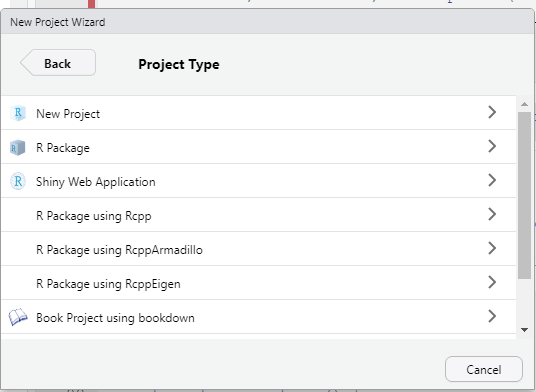 New Project Wizard
Back
Project Type
New Project
R Package
Shiny Web Application
R Package using Rcpp
R Package using RcppArmadillo
R Package using RcppEigen
Book Project using bookdown
Cancel